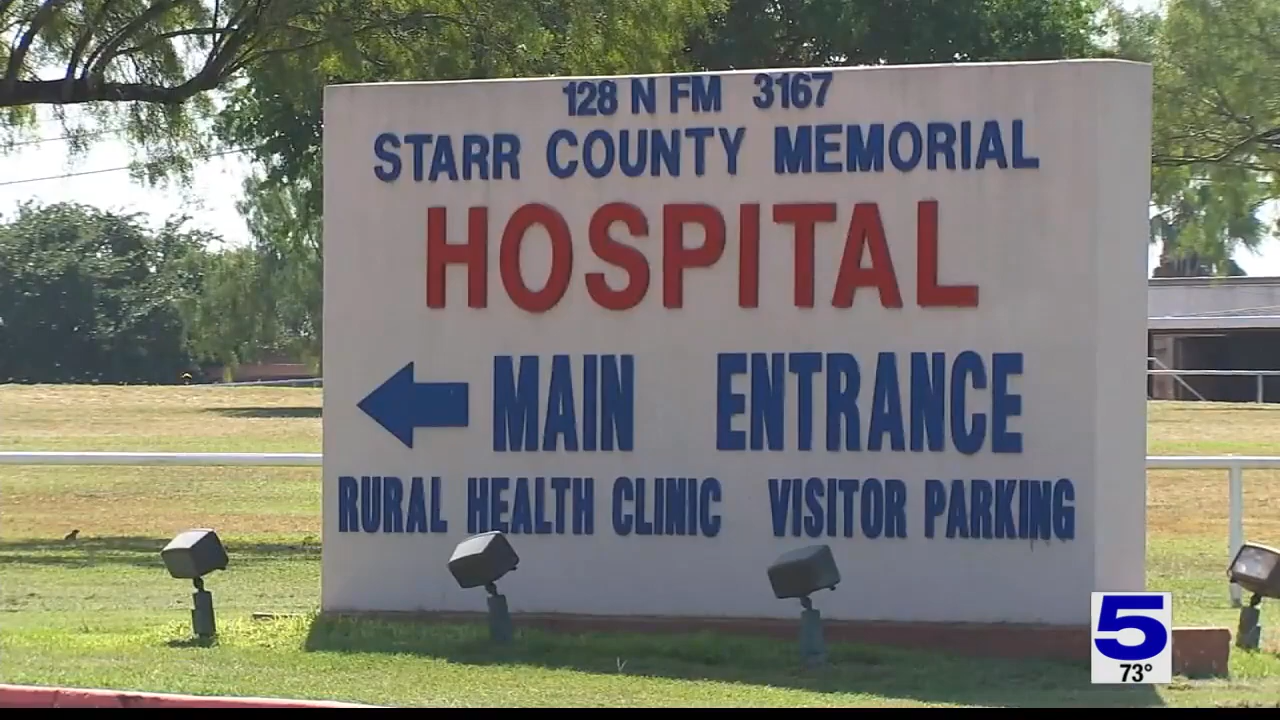 128 N FM 3167
STARR COUNTY MEMORIAL
HOSPITAL
MAIN ENTRANCE
RURAL HEALTH CLINIC VISITOR PARKING
5
73°